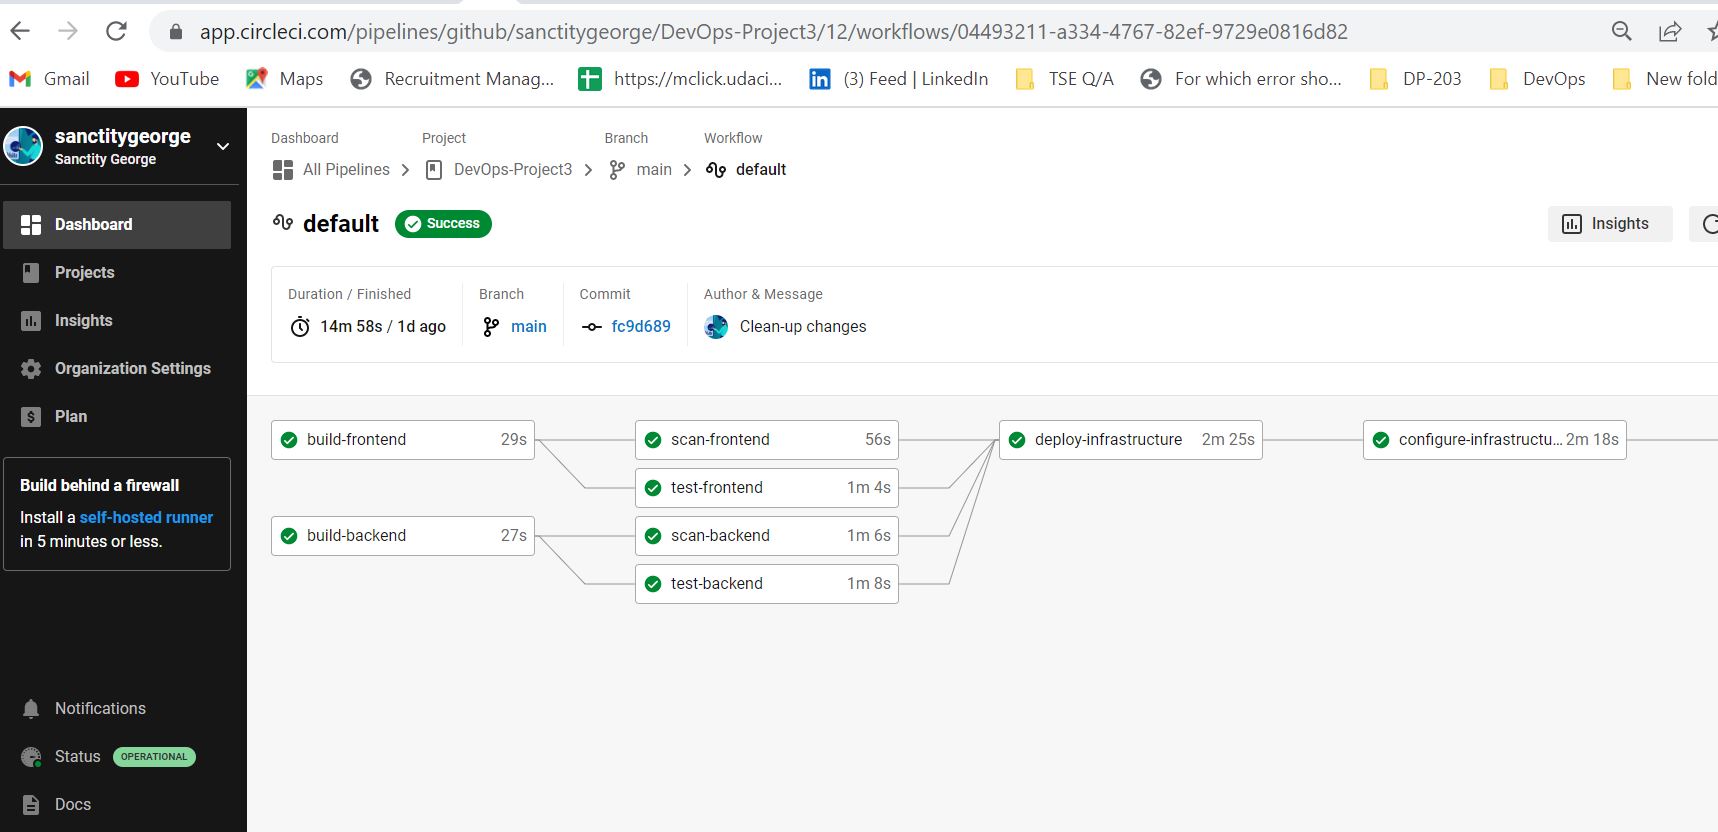 app.circleci.com/pipelines/github/sanctitygeorge/DevOps-Project3/12/workflows/04493211-a334-4767-82ef-9729e0816d82
Gmail YouTube Maps Recruitment Manag... https://mclick.udaci... (3) Feed | LinkedIn TSE Q/A For which error sho... DP-203 DevOps New fold
sanctitygeorge
Sanctity George
Dashboard
Projects
Insights
Organization Settings
Plan
Build behind a firewall
Install a self-hosted runner
in 5 minutes or less.
Notifications
Status OPERATIONAL
Docs
Dashboard Project Branch Workflow
All Pipelines DevOps-Project3 main default
default Success Insights
Duration / Finished Branch Commit Author & Message
14m 58s / 1d ago main fc9d689 Clean-up changes
build-frontend 29s scan-frontend 56s deploy-infrastructure 2m 25s configure-infrastructu... 2m 18s
test-frontend 1m 4s
build-backend 27s scan-backend 1m 6s
test-backend 1m 8s